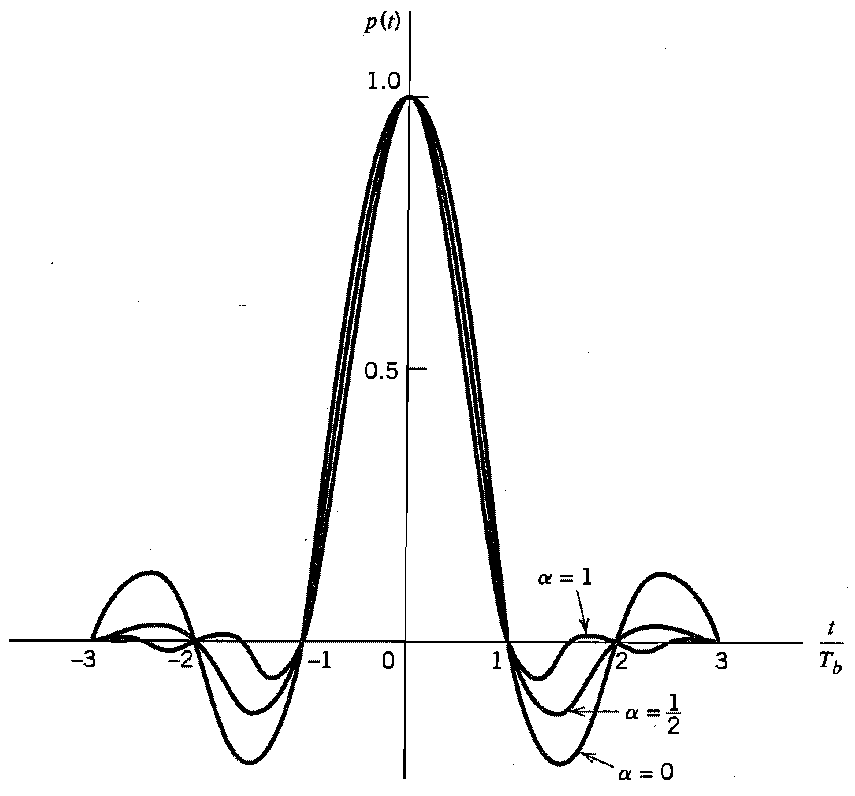 p(t)
1.0
0.5
α = 1
-3 -2 -1 0 1 2 3 t/T_b
α = 1/2
α = 0